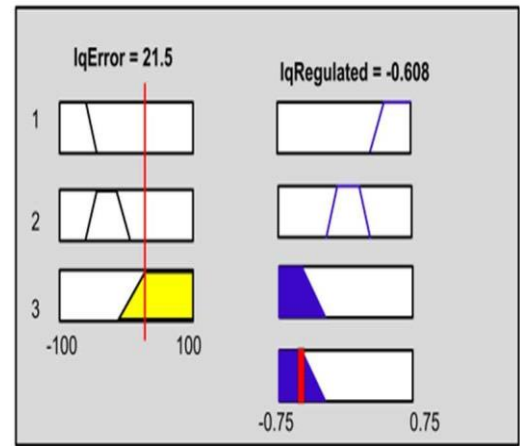 IqError = 21.5
IqRegulated = -0.608
1
2
3
-100 100
-0.75 0.75